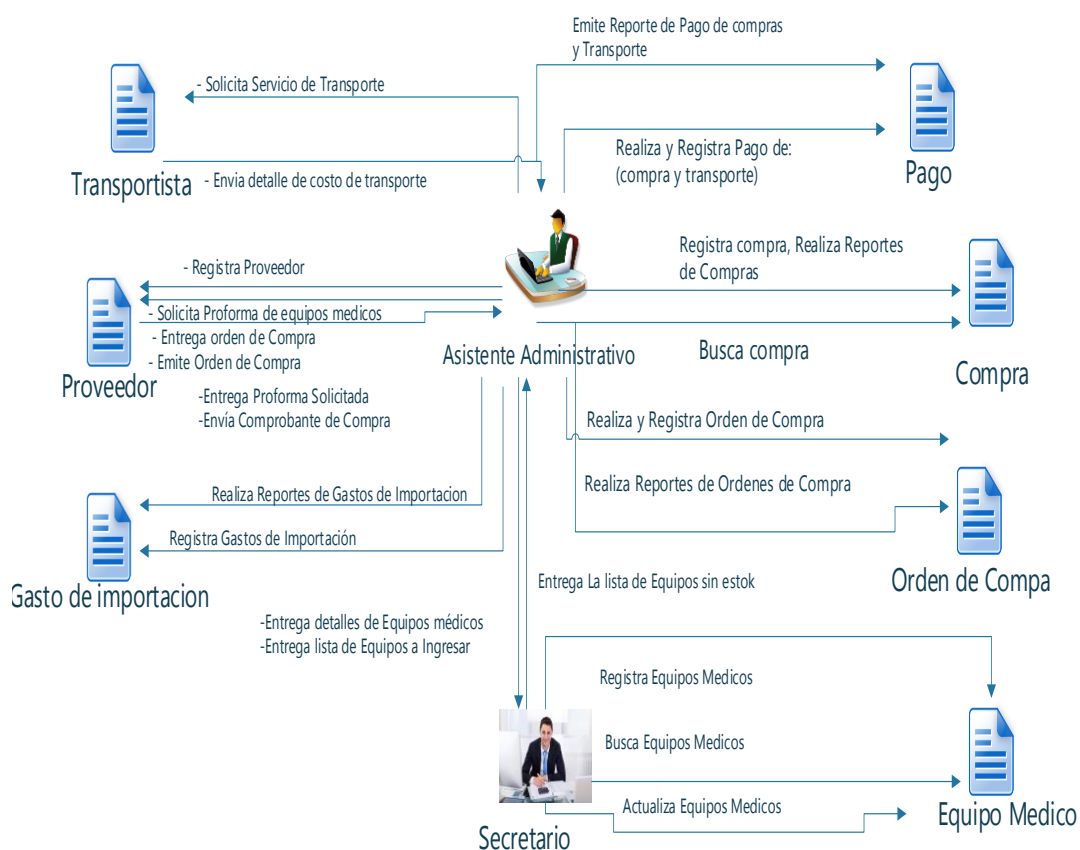 Emite Reporte de Pago de compras
y Transporte
- Solicita Servicio de Transporte
Realiza y Registra Pago de:
(compra y transporte)
Transportista
- Envia detalle de costo de transporte
Pago
Registra compra, Realiza Reportes
de Compras
- Registra Proveedor
- Solicita Proforma de equipos medicos
- Entrega orden de Compra
- Emite Orden de Compra
Asistente Administrativo
Busca compra
Compra
Proveedor
-Entrega Proforma Solicitada
-Envía Comprobante de Compra
Realiza y Registra Orden de Compra
Realiza Reportes de Gastos de Importacion
Realiza Reportes de Ordenes de Compra
Registra Gastos de Importación
Gasto de importacion
Entrega La lista de Equipos sin estok
Orden de Compa
-Entrega detalles de Equipos médicos
-Entrega lista de Equipos a Ingresar
Registra Equipos Medicos
Busca Equipos Medicos
Actualiza Equipos Medicos
Equipo Medico
Secretario